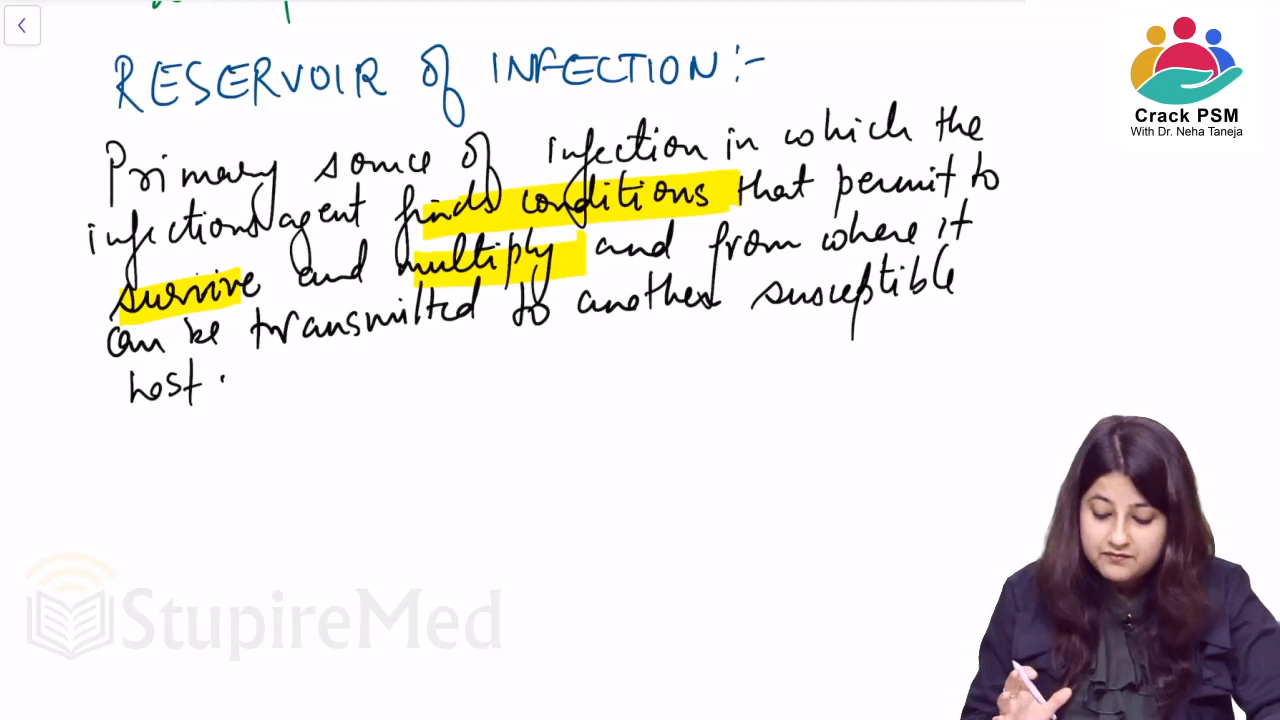 RESERVOIR of INFECTION:-
Primary source of infection in which the
infectious agent finds conditions that permit to
survive and multiply and from where it
can be transmitted to another susceptible
host.
Crack PSM
With Dr. Neha Taneja
StupireMed